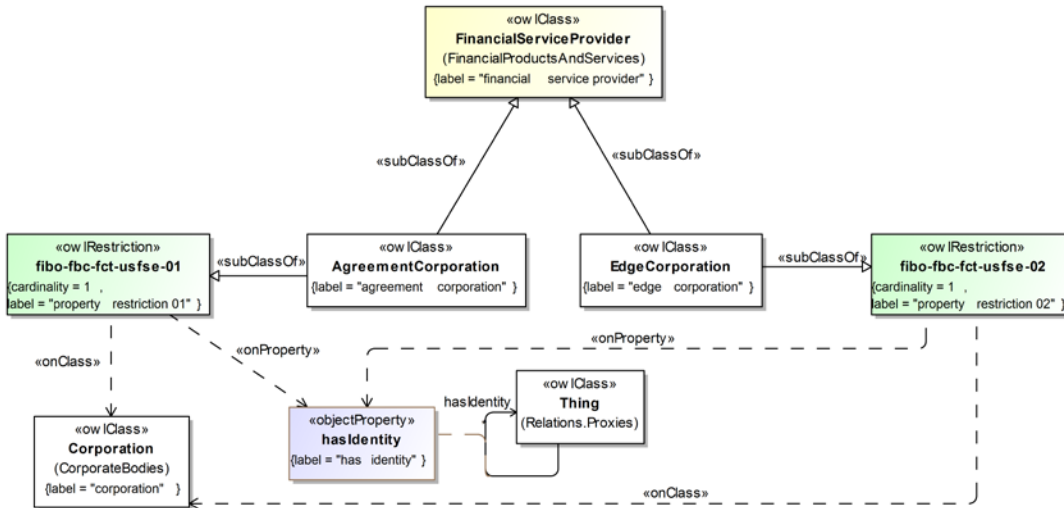 «owlClass»
FinancialServiceProvider
(FinancialProductsAndServices)
{label = "financial service provider" }
«subClassOf»
«subClassOf»
«owlRestriction»
fibo-fbc-fct-usfse-01
{cardinality = 1 ,
label = "property restriction 01" }
«subClassOf»
«owlClass»
AgreementCorporation
{label = "agreement corporation" }
«owlClass»
EdgeCorporation
{label = "edge corporation" }
«subClassOf»
«owlRestriction»
fibo-fbc-fct-usfse-02
{cardinality = 1 ,
label = "property restriction 02" }
«onClass»
«onProperty»
«onProperty»
«owlClass»
Corporation
(CorporateBodies)
{label = "corporation" }
«objectProperty»
hasIdentity
{label = "has identity" }
hasIdentity
«owlClass»
Thing
(Relations.Proxies)
«onClass»